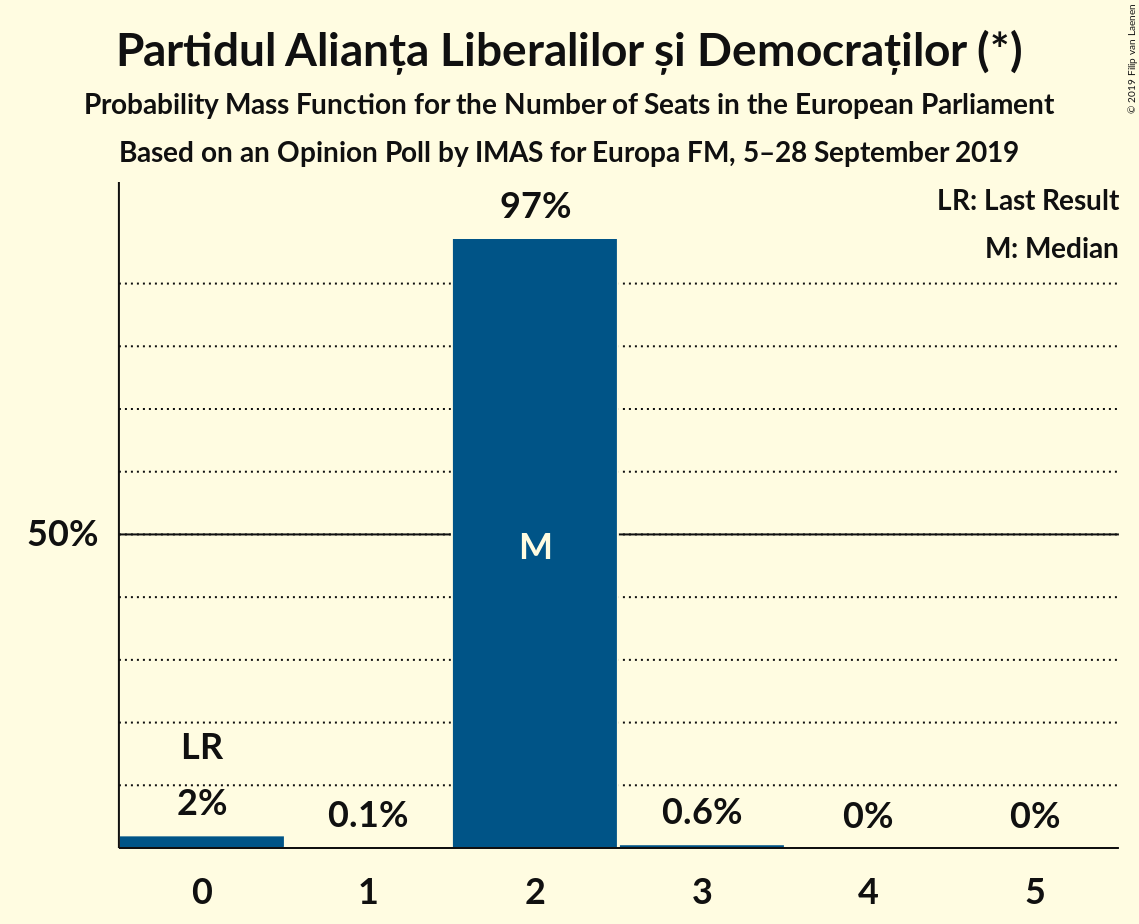 Partidul Alianța Liberalilor și Democraților (*)
Probability Mass Function for the Number of Seats in the European Parliament
Based on an Opinion Poll by IMAS for Europa FM, 5–28 September 2019
© 2019 Filip van Laenen
LR: Last Result
M: Median
97%
50%
M
LR
2%
0.1%
0.6%
0%
0%
0
1
2
3
4
5